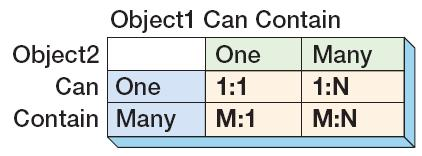 Object1 Can Contain
Object2 One Many
Can One 1:1 1:N
Contain Many M:1 M:N